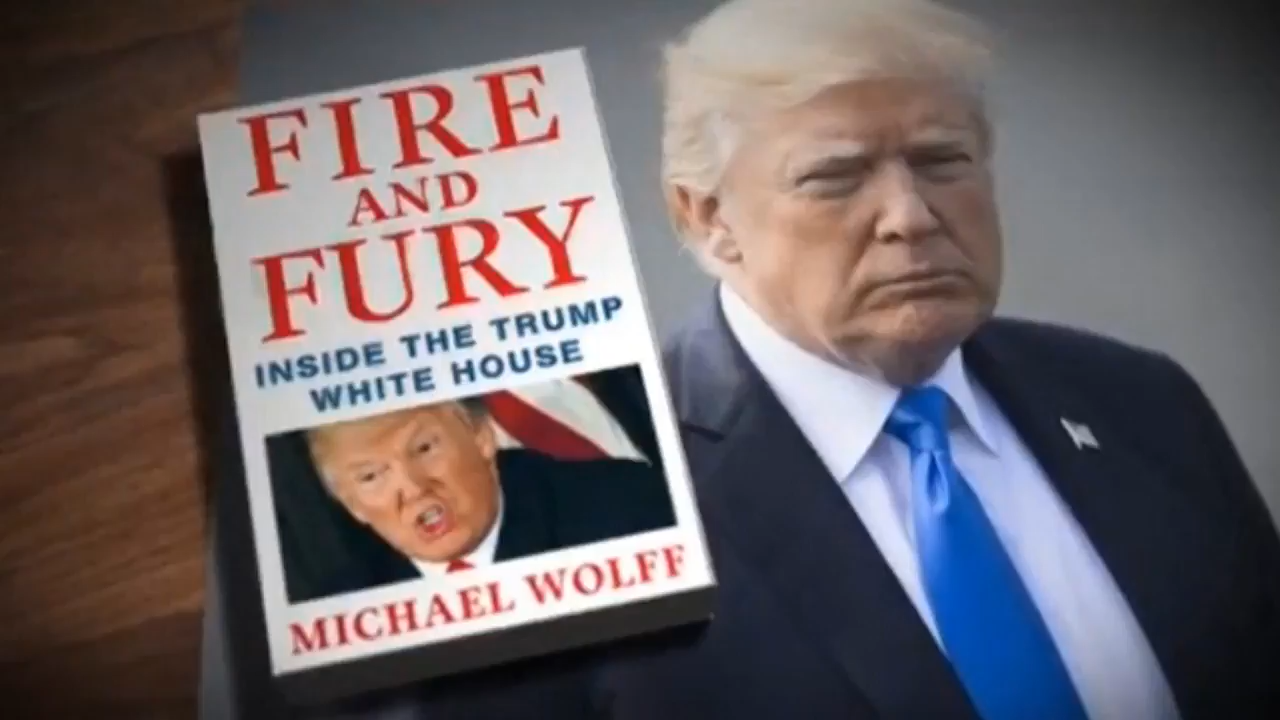 FIRE
AND
FURY
INSIDE THE TRUMP
WHITE HOUSE
MICHAEL WOLFF